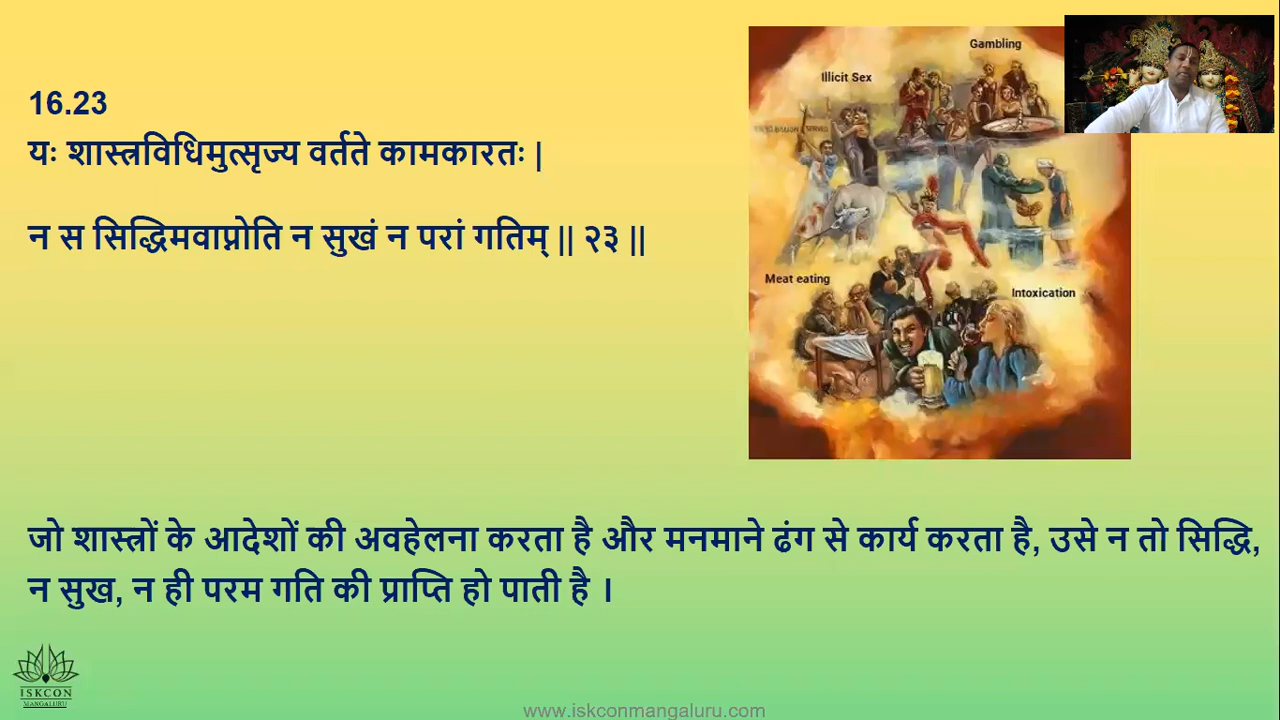 16.23
यः शास्त्रविधिमुत्सृज्य वर्तते कामकारतः |
न स सिद्धिमवाप्नोति न सुखं न परां गतिम् || २३ ||
Gambling
Illicit Sex
Meat eating
Intoxication
जो शास्त्रों के आदेशों की अवहेलना करता है और मनमाने ढंग से कार्य करता है, उसे न तो सिद्धि,
न सुख, न ही परम गति की प्राप्ति हो पाती है ।
ISKCON
MANGALURU
www.iskconmangaluru.com